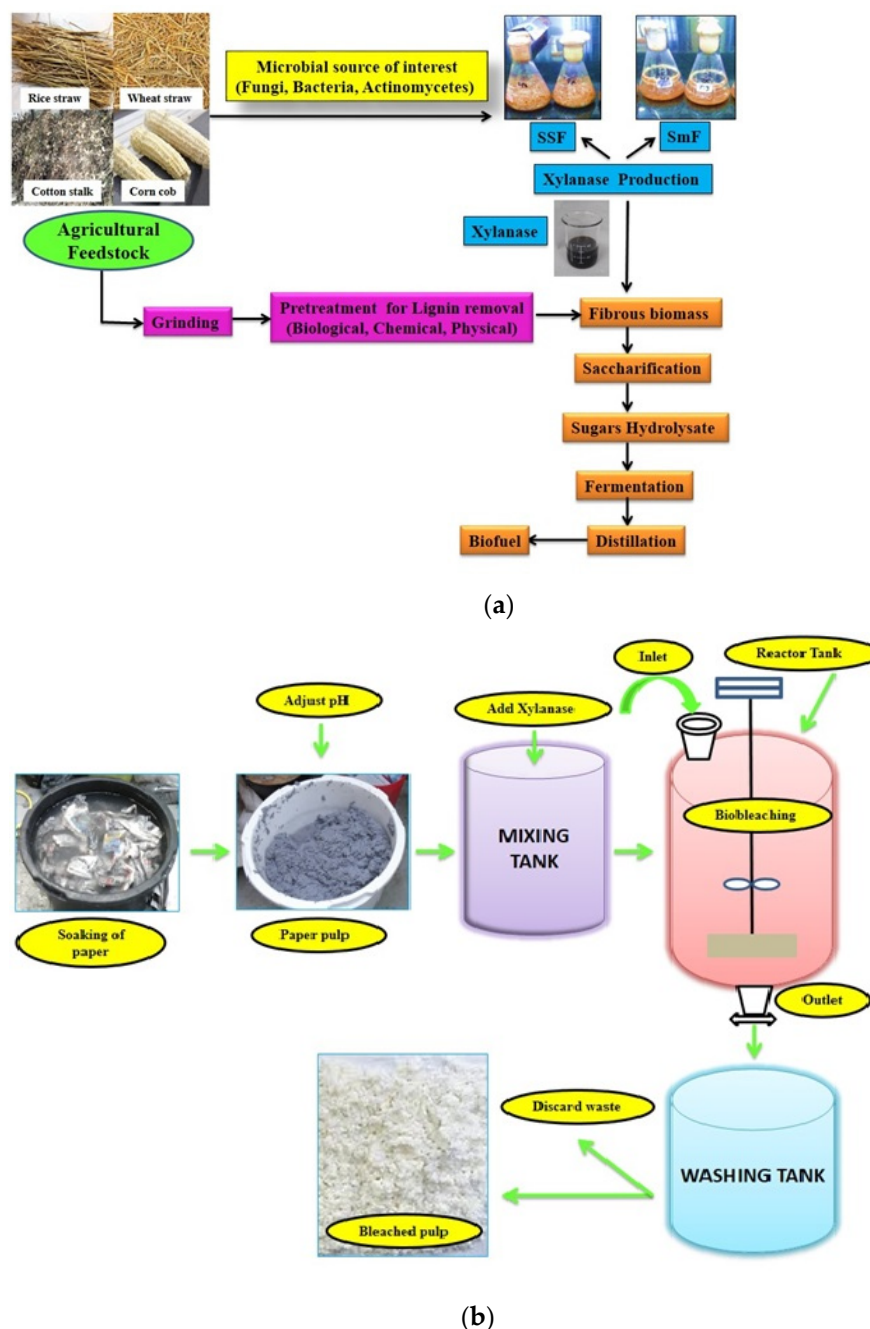 Rice straw
Wheat straw
Cotton stalk
Corn cob
Microbial source of interest
(Fungi, Bacteria, Actinomycetes)
SSF
SmF
Xylanase Production
Xylanase
Agricultural
Feedstock
Grinding
Pretreatment for Lignin removal
(Biological, Chemical, Physical)
Fibrous biomass
Saccharification
Sugars Hydrolysate
Fermentation
Distillation
Biofuel
(a)
Inlet
Reactor Tank
Adjust pH
Add Xylanase
MIXING
TANK
Biobleaching
Soaking of
paper
Paper pulp
Outlet
Discard waste
WASHING TANK
Bleached pulp
(b)